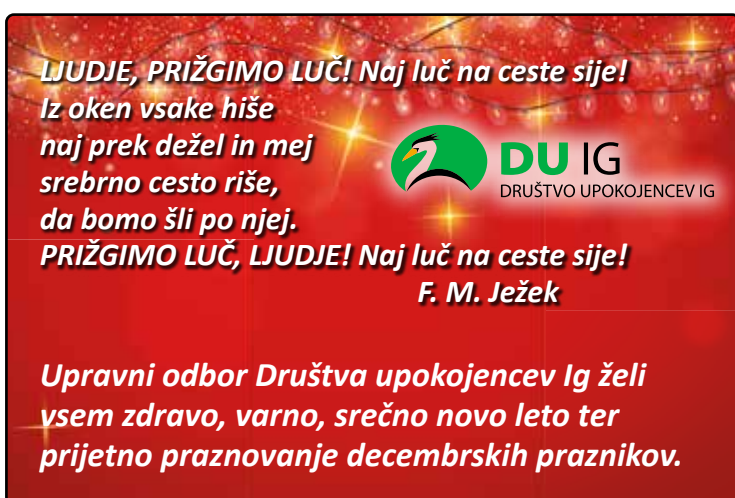 LJUDJE, PRIŽGIMO LUČ! Naj luč na ceste sije!
Iz oken vsake hiše
naj prek dežel in mej
srebrno cesto riše,
da bomo šli po njej.
PRIŽGIMO LUČ, LJUDJE! Naj luč na ceste sije!
F. M. Ježek
DU IG
DRUŠTVO UPOKOJENCEV IG
Upravni odbor Društva upokojencev Ig želi
vsem zdravo, varno, srečno novo leto ter
prijetno praznovanje decembrskih praznikov.